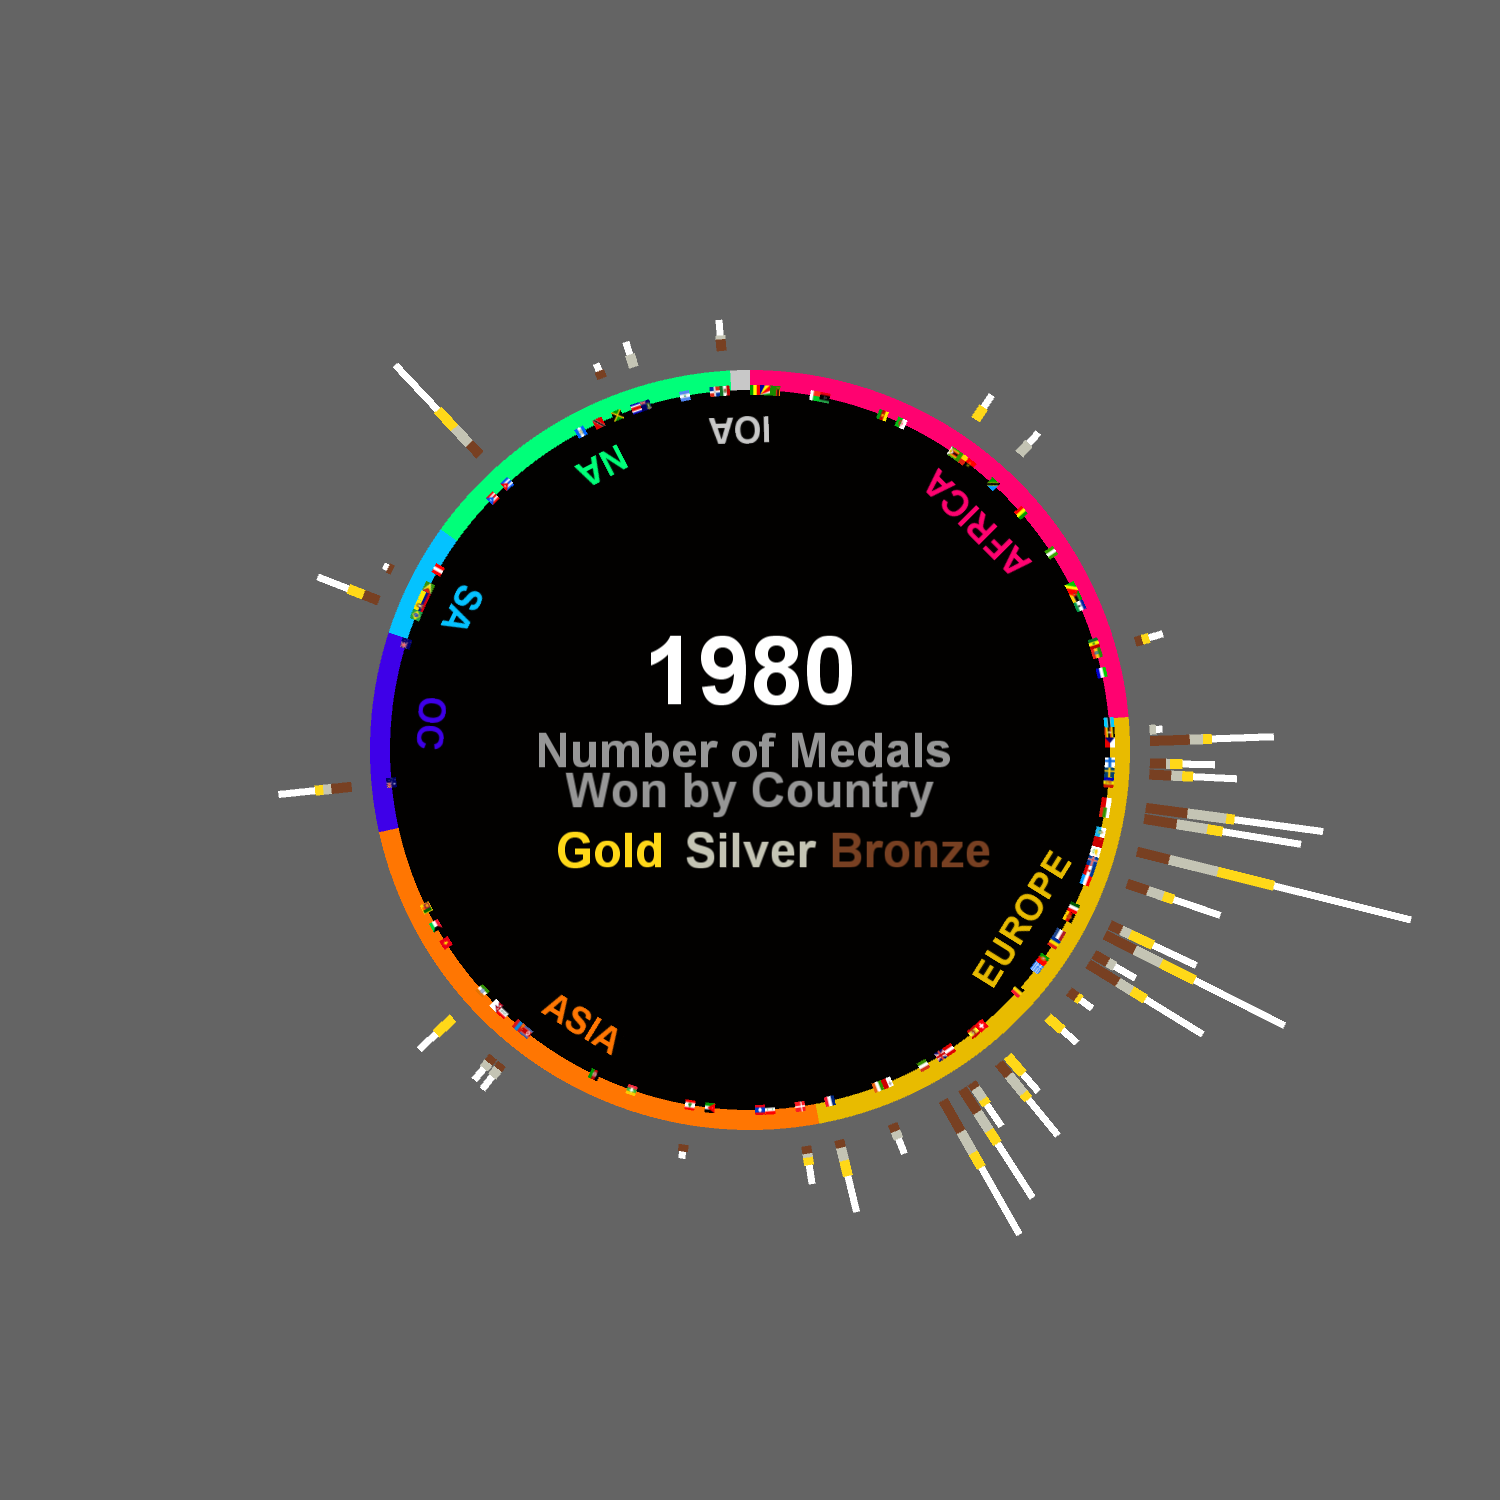 IOA
NA
AFRICA
SA
OC
1980
Number of Medals
Won by Country
Gold Silver Bronze
EUROPE
ASIA